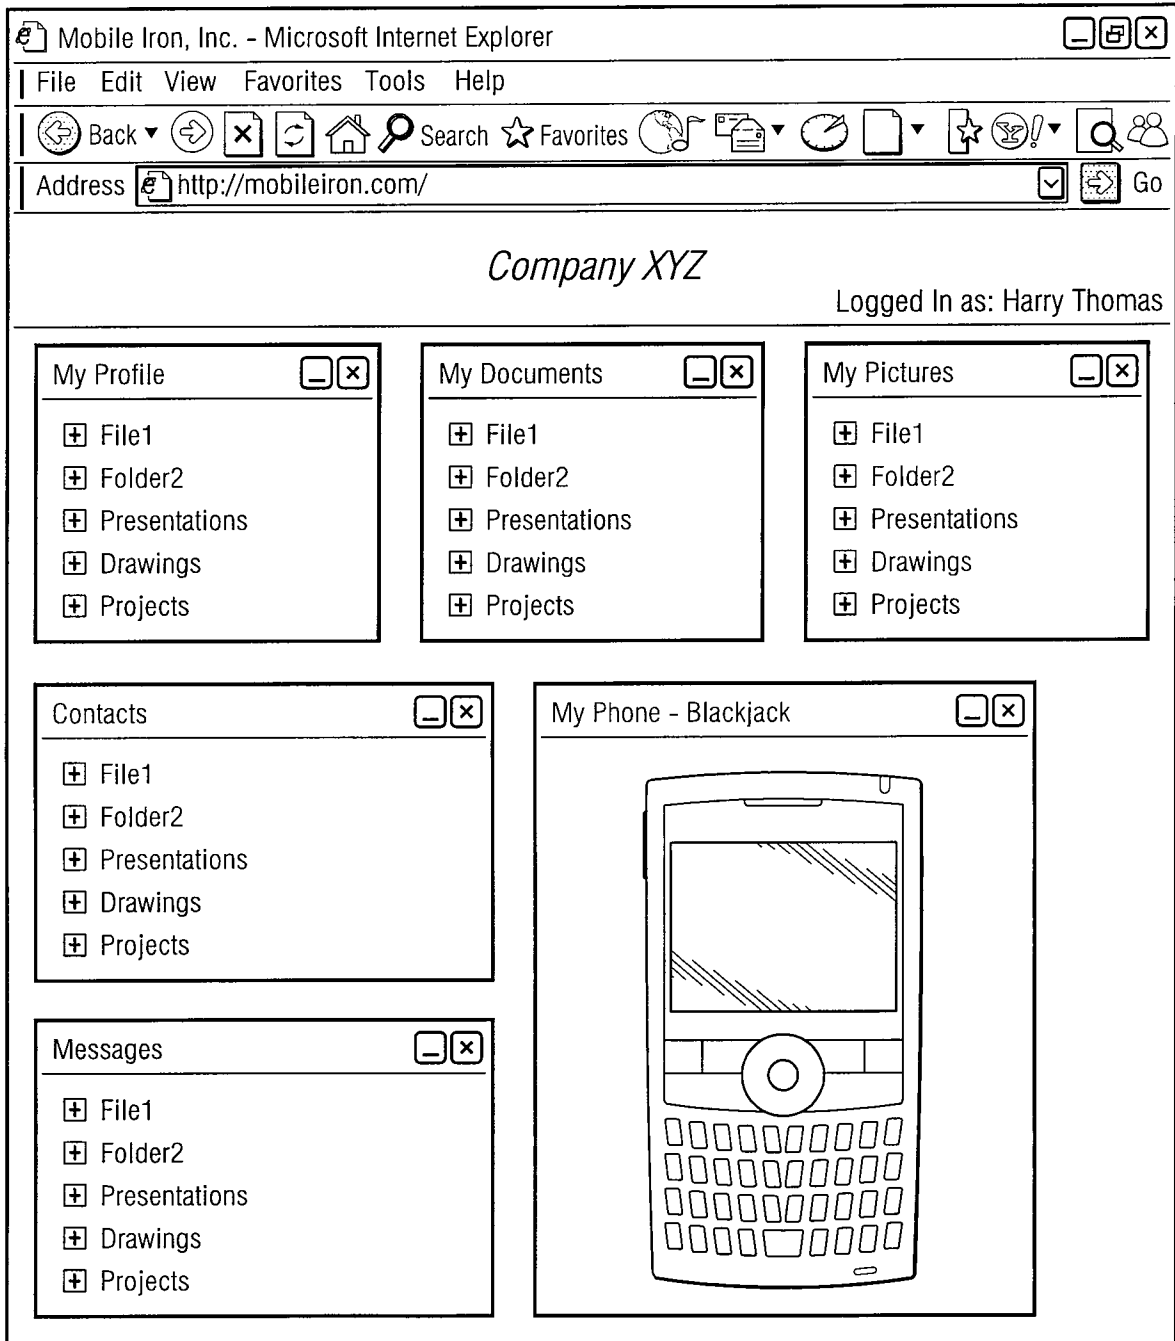 Mobile Iron, Inc. - Microsoft Internet Explorer
File Edit View Favorites Tools Help
Back Search Favorites
Address http://mobileiron.com/ Go
Company XYZ
Logged In as: Harry Thomas
My Profile
File1
Folder2
Presentations
Drawings
Projects
My Documents
File1
Folder2
Presentations
Drawings
Projects
My Pictures
File1
Folder2
Presentations
Drawings
Projects
Contacts
File1
Folder2
Presentations
Drawings
Projects
My Phone - Blackjack
Messages
File1
Folder2
Presentations
Drawings
Projects